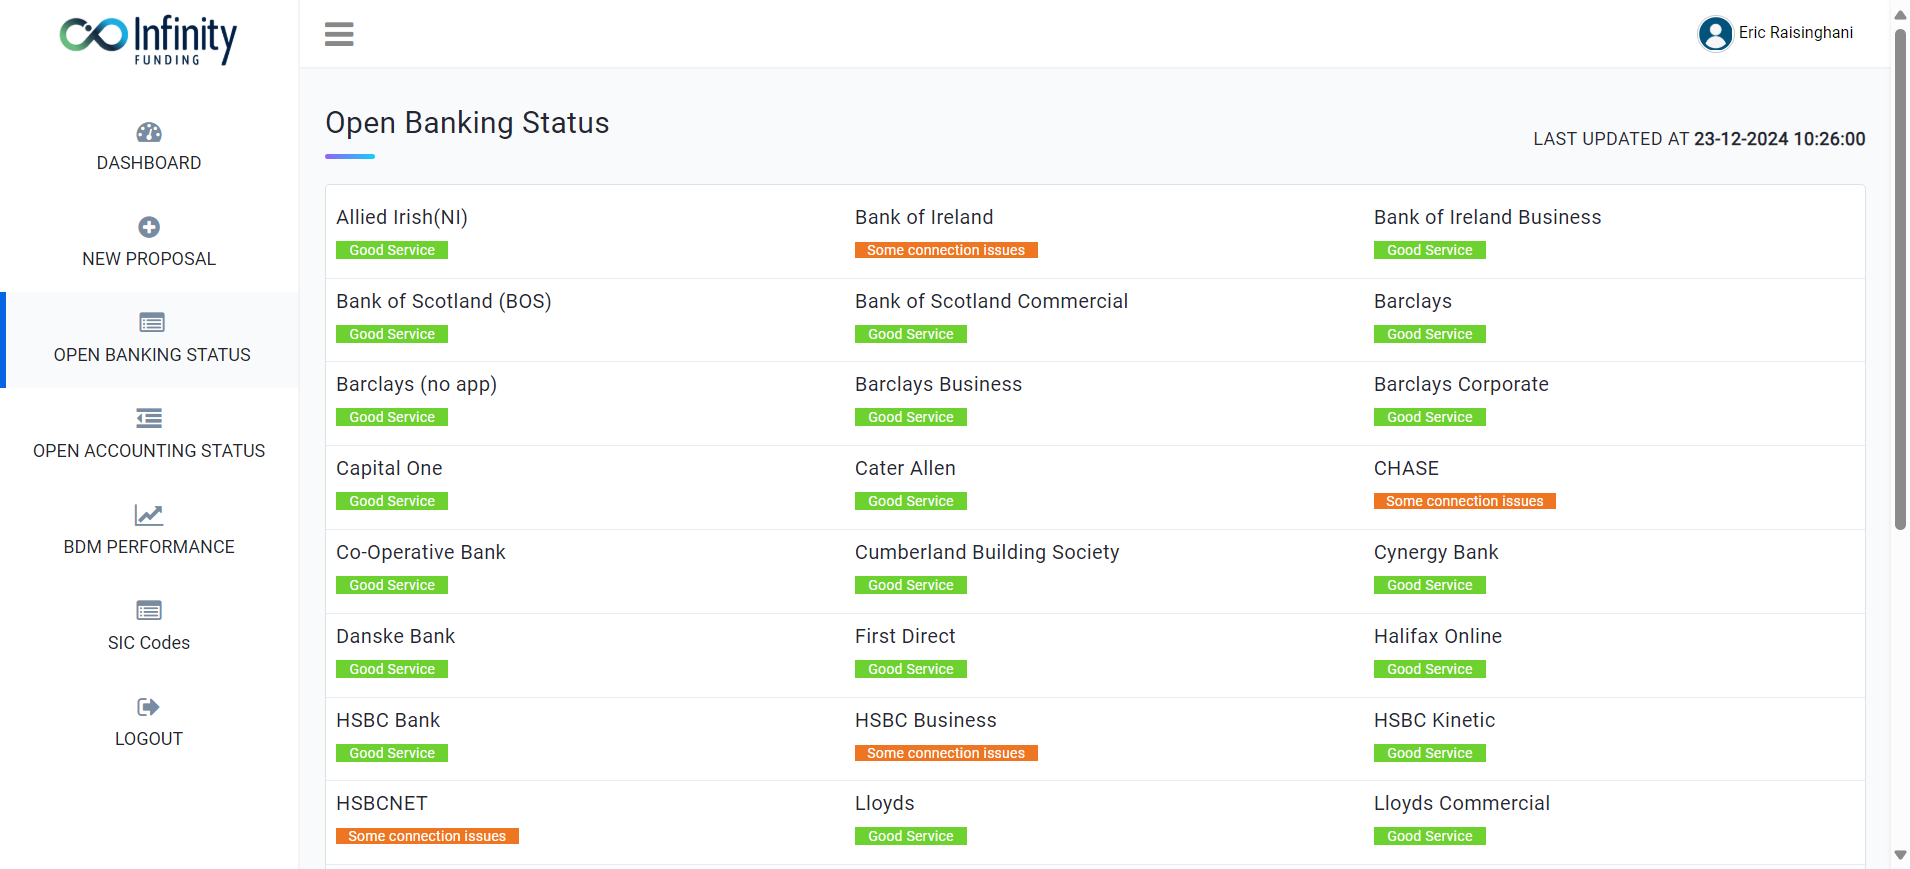 Infinity
FUNDING
Eric Raisinghani
DASHBOARD
NEW PROPOSAL
OPEN BANKING STATUS
OPEN ACCOUNTING STATUS
BDM PERFORMANCE
SIC Codes
LOGOUT
Open Banking Status
LAST UPDATED AT 23-12-2024 10:26:00
Allied Irish(NI)
Good Service
Bank of Ireland
Some connection issues
Bank of Ireland Business
Good Service
Bank of Scotland (BOS)
Good Service
Bank of Scotland Commercial
Good Service
Barclays
Good Service
Barclays (no app)
Good Service
Barclays Business
Good Service
Barclays Corporate
Good Service
Capital One
Good Service
Cater Allen
Good Service
CHASE
Some connection issues
Co-Operative Bank
Good Service
Cumberland Building Society
Good Service
Cynergy Bank
Good Service
Danske Bank
Good Service
First Direct
Good Service
Halifax Online
Good Service
HSBC Bank
Good Service
HSBC Business
Some connection issues
HSBC Kinetic
Good Service
HSBCNET
Some connection issues
Lloyds
Good Service
Lloyds Commercial
Good Service